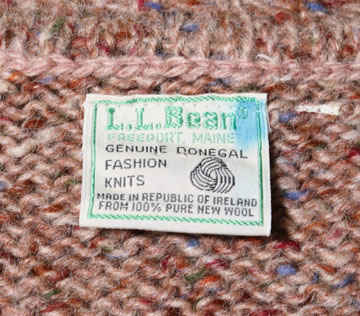 L.L.Bean®
FREEPORT, MAINE
GENUINE DONEGAL
FASHION
KNITS
MADE IN REPUBLIC OF IRELAND
FROM 100% PURE NEW WOOL